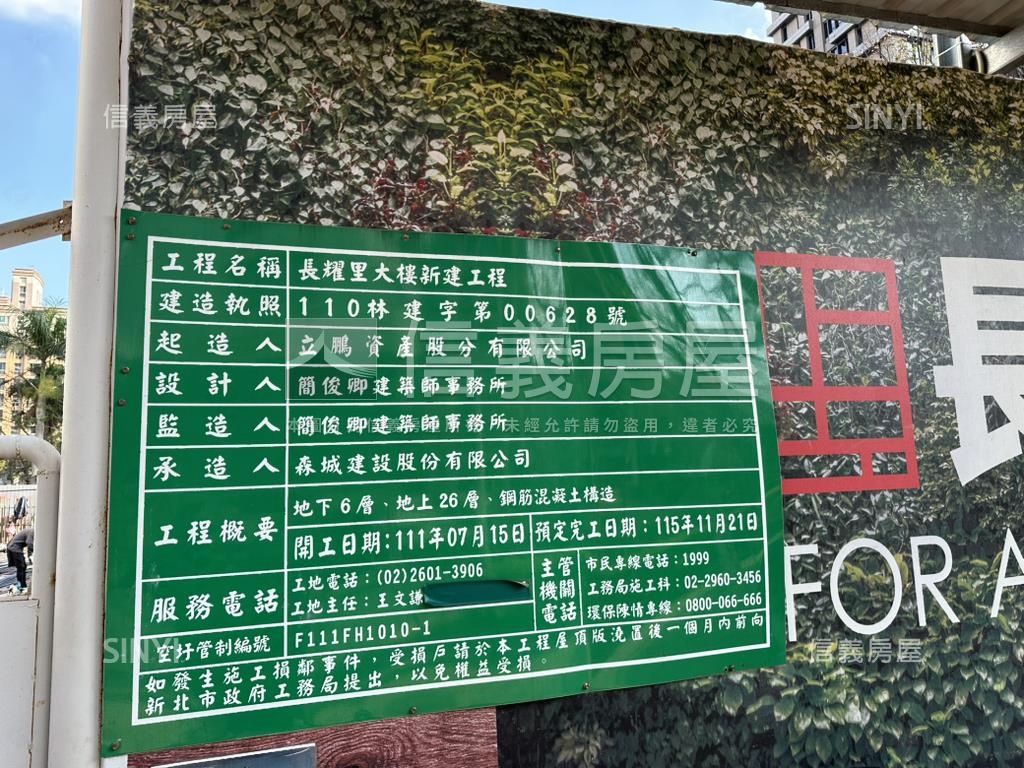 信義房屋
SINYI
工程名稱 長耀里大樓新建工程
建造執照 110林建字第00628號
起造人 立鵬資產股份有限公司
設計人 簡俊卿建築師事務所
監造人 簡俊卿建築師事務所
承造人 森城建設股份有限公司
工程概要 地下6層、地上26層、鋼筋混凝土構造
開工日期:111年07月15日 預定完工日期:115年11月21日
服務電話 工地電話:(02)2601-3906
工地主任:王文謙
主管機關電話 市民專線電話:1999
工務局施工科:02-2960-3456
環保陳情專線:0800-066-666
空污管制編號 F111FH1010-1
如發生施工損鄰事件,受損戶請於本工程屋頂版澆置後一個月內前向
新北市政府工務局提出,以免權益受損。
信義房屋
未經允許請勿盜用,違者必究
長
FOR A
SINYI
信義房屋